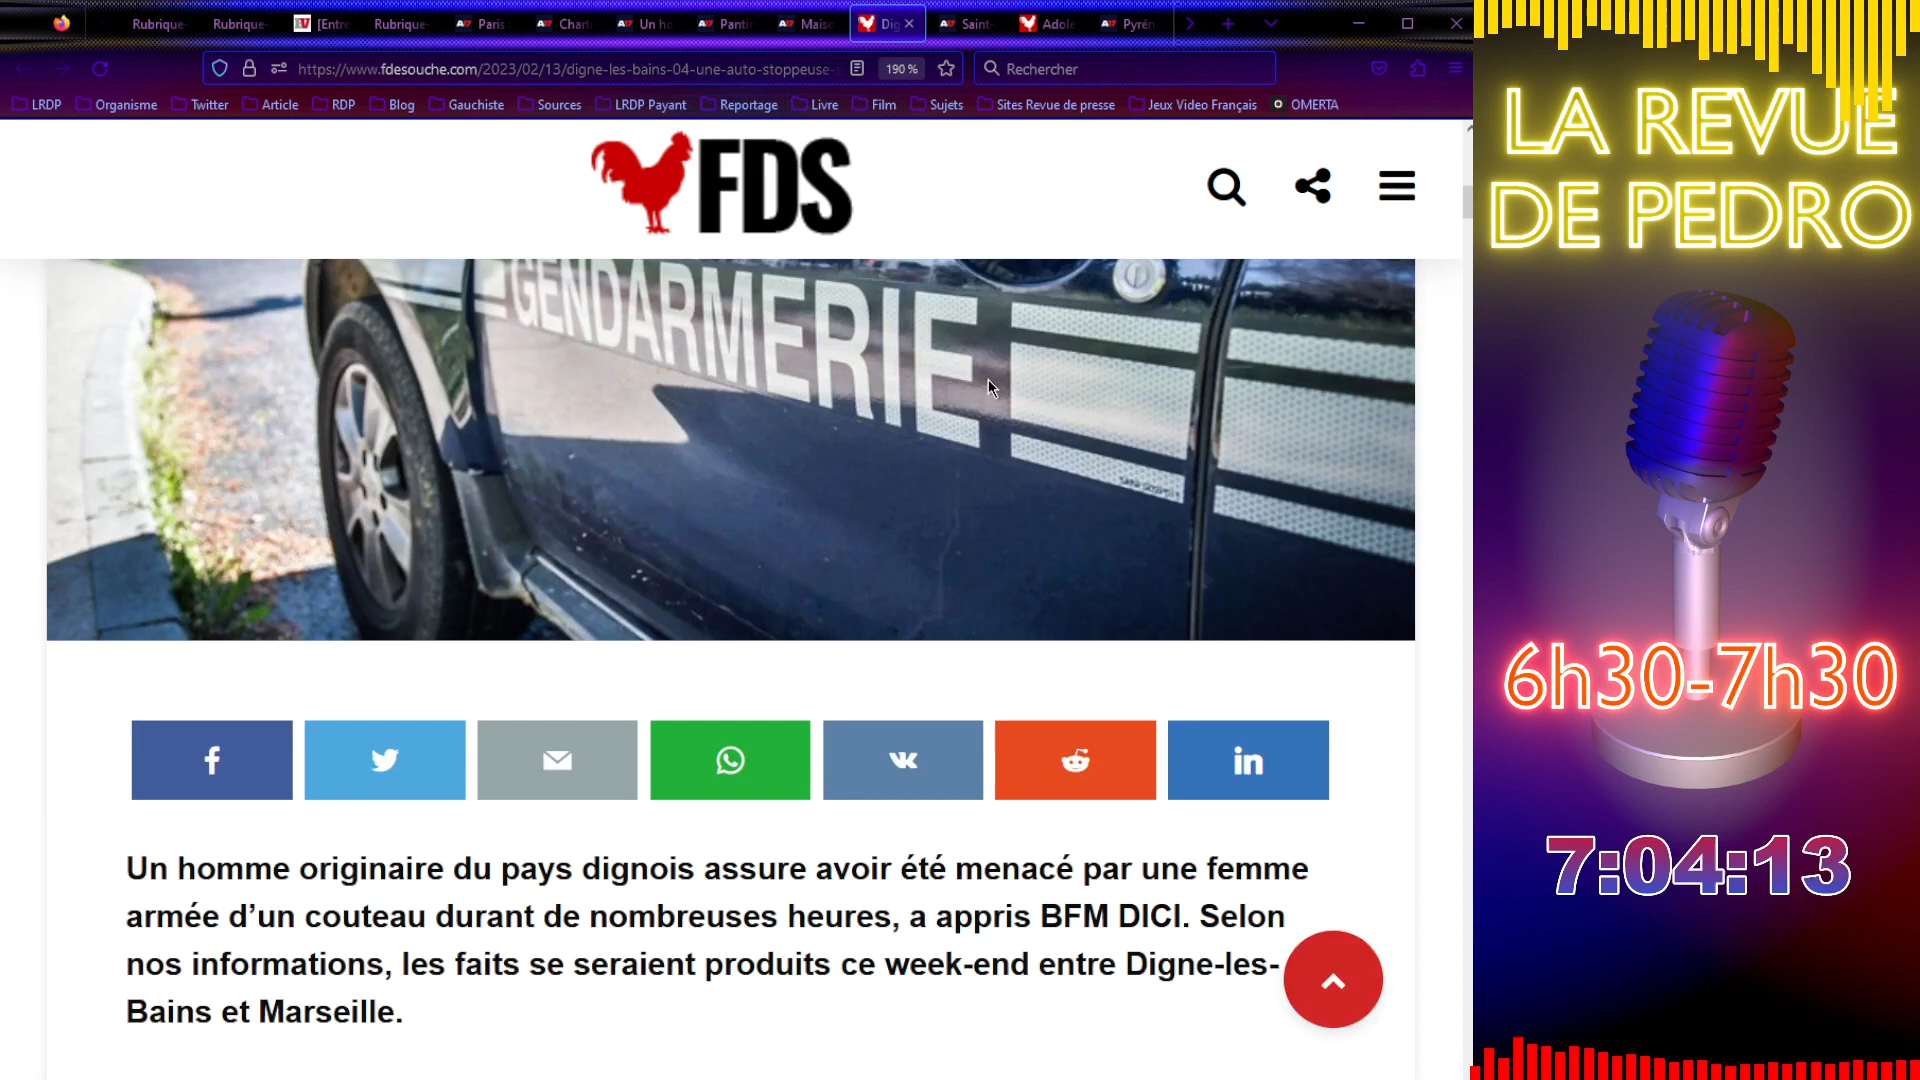 Rubrique- Rubrique- [Entre Rubrique- Paris Chart Un ho Pantin Maiso Dig Saint- Adole Pyrén
https://www.fdesouche.com/2023/02/13/digne-les-bains-04-une-auto-stoppeuse- 190 % Rechercher
LRDP Organisme Twitter Article RDP Blog Gauchiste Sources LRDP Payant Reportage Livre Film Sujets Sites Revue de presse Jeux Video Français OMERTA
FDS
GENDARMERIE
Un homme originaire du pays dignois assure avoir été menacé par une femme
armée d’un couteau durant de nombreuses heures, a appris BFM DICI. Selon
nos informations, les faits se seraient produits ce week-end entre Digne-les-
Bains et Marseille.
LA REVUE
DE PEDRO
6h30-7h30
7:04:13